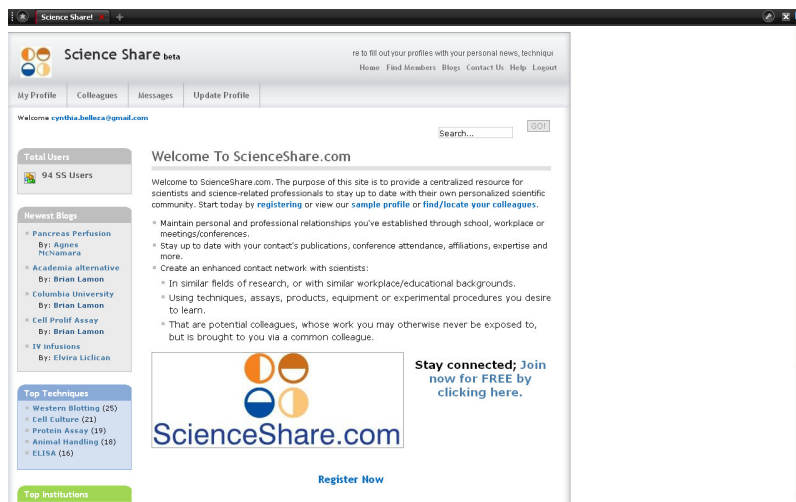 Science Share!
Science Share beta
re to fill out your profiles with your personal news, techniqu
Home Find Members Blogs Contact Us Help Logout
My Profile Colleagues Messages Update Profile
Welcome cynthia.belleza@gmail.com
Search... GO!
Total Users
94 SS Users
Newest Blogs
Pancreas Perfusion
By: Agnes
McNamara
Academia alternative
By: Brian Lamon
Columbia University
By: Brian Lamon
Cell Prolif Assay
By: Brian Lamon
IV infusions
By: Elvira Liclican
Top Techniques
Western Blotting (25)
Cell Culture (21)
Protein Assay (19)
Animal Handling (18)
ELISA (16)
Top Institutions
Welcome To ScienceShare.com
Welcome to ScienceShare.com. The purpose of this site is to provide a centralized resource for
scientists and science-related professionals to stay up to date with their own personalized scientific
community. Start today by registering or view our sample profile or find/locate your colleagues.
Maintain personal and professional relationships you've established through school, workplace or
meetings/conferences.
Stay up to date with your contact's publications, conference attendance, affiliations, expertise and
more.
Create an enhanced contact network with scientists:
In similar fields of research, or with similar workplace/educational backgrounds.
Using techniques, assays, products, equipment or experimental procedures you desire
to learn.
That are potential colleagues, whose work you may otherwise never be exposed to,
but is brought to you via a common colleague.
ScienceShare.com
Stay connected; Join
now for FREE by
clicking here.
Register Now